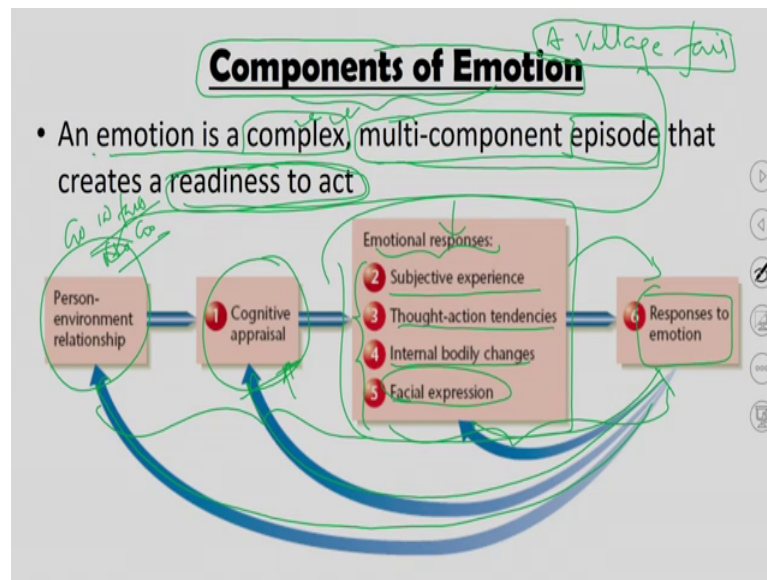 A village fair
Components of Emotion
• An emotion is a complex, multi-component episode that
creates a readiness to act
Go
Person-
environment
relationship
1 Cognitive
appraisal
Emotional responses:
2 Subjective experience
3 Thought-action tendencies
4 Internal bodily changes
5 Facial expression
6 Responses to
emotion